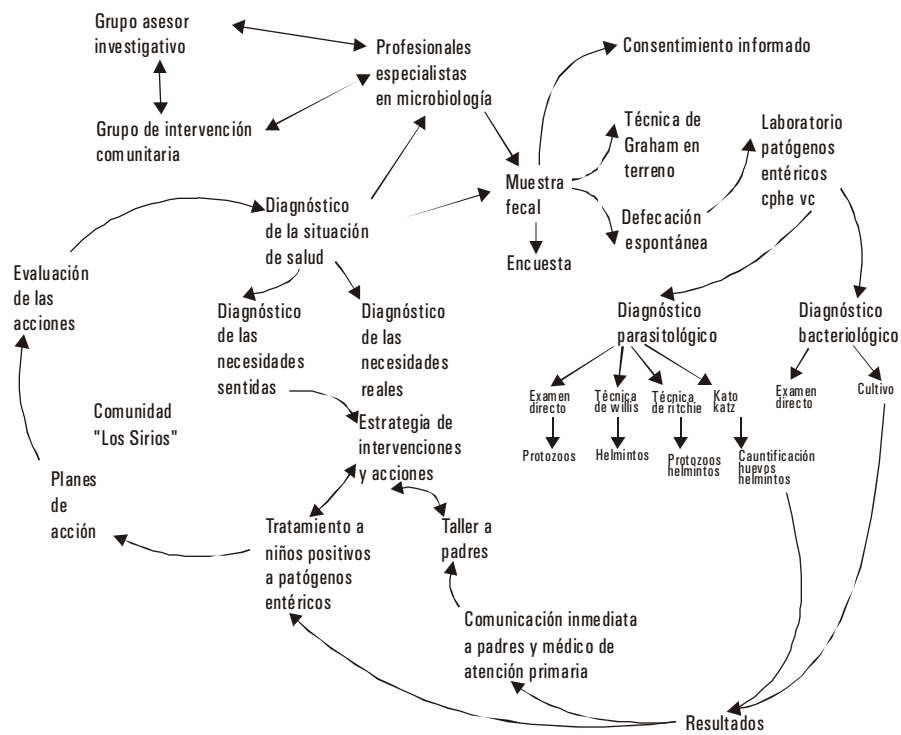 Grupo asesor
investigativo
Profesionales
especialistas
en microbiología
Consentimiento informado
Grupo de intervención
comunitaria
Técnica de
Graham en
terreno
Laboratorio
patógenos
entéricos
cphe vc
Muestra
fecal
Defecación
espontánea
Encuesta
Diagnóstico
de la situación
de salud
Evaluación
de las
acciones
Diagnóstico
de las
necesidades
sentidas
Diagnóstico
de las
necesidades
reales
Diagnóstico
parasitológico
Diagnóstico
bacteriológico
Examen
directo
Técnica
de willis
Técnica
de ritchie
Kato
katz
Examen
directo
Cultivo
Protozoos
Helmintos
Protozoos
helmintos
Cauntificación
huevos
helmintos
Comunidad
"Los Sirios"
Estrategia de
intervenciones
y acciones
Planes
de
acción
Tratamiento a
niños positivos
a patógenos
entéricos
Taller a
padres
Comunicación inmediata
a padres y médico de
atención primaria
Resultados